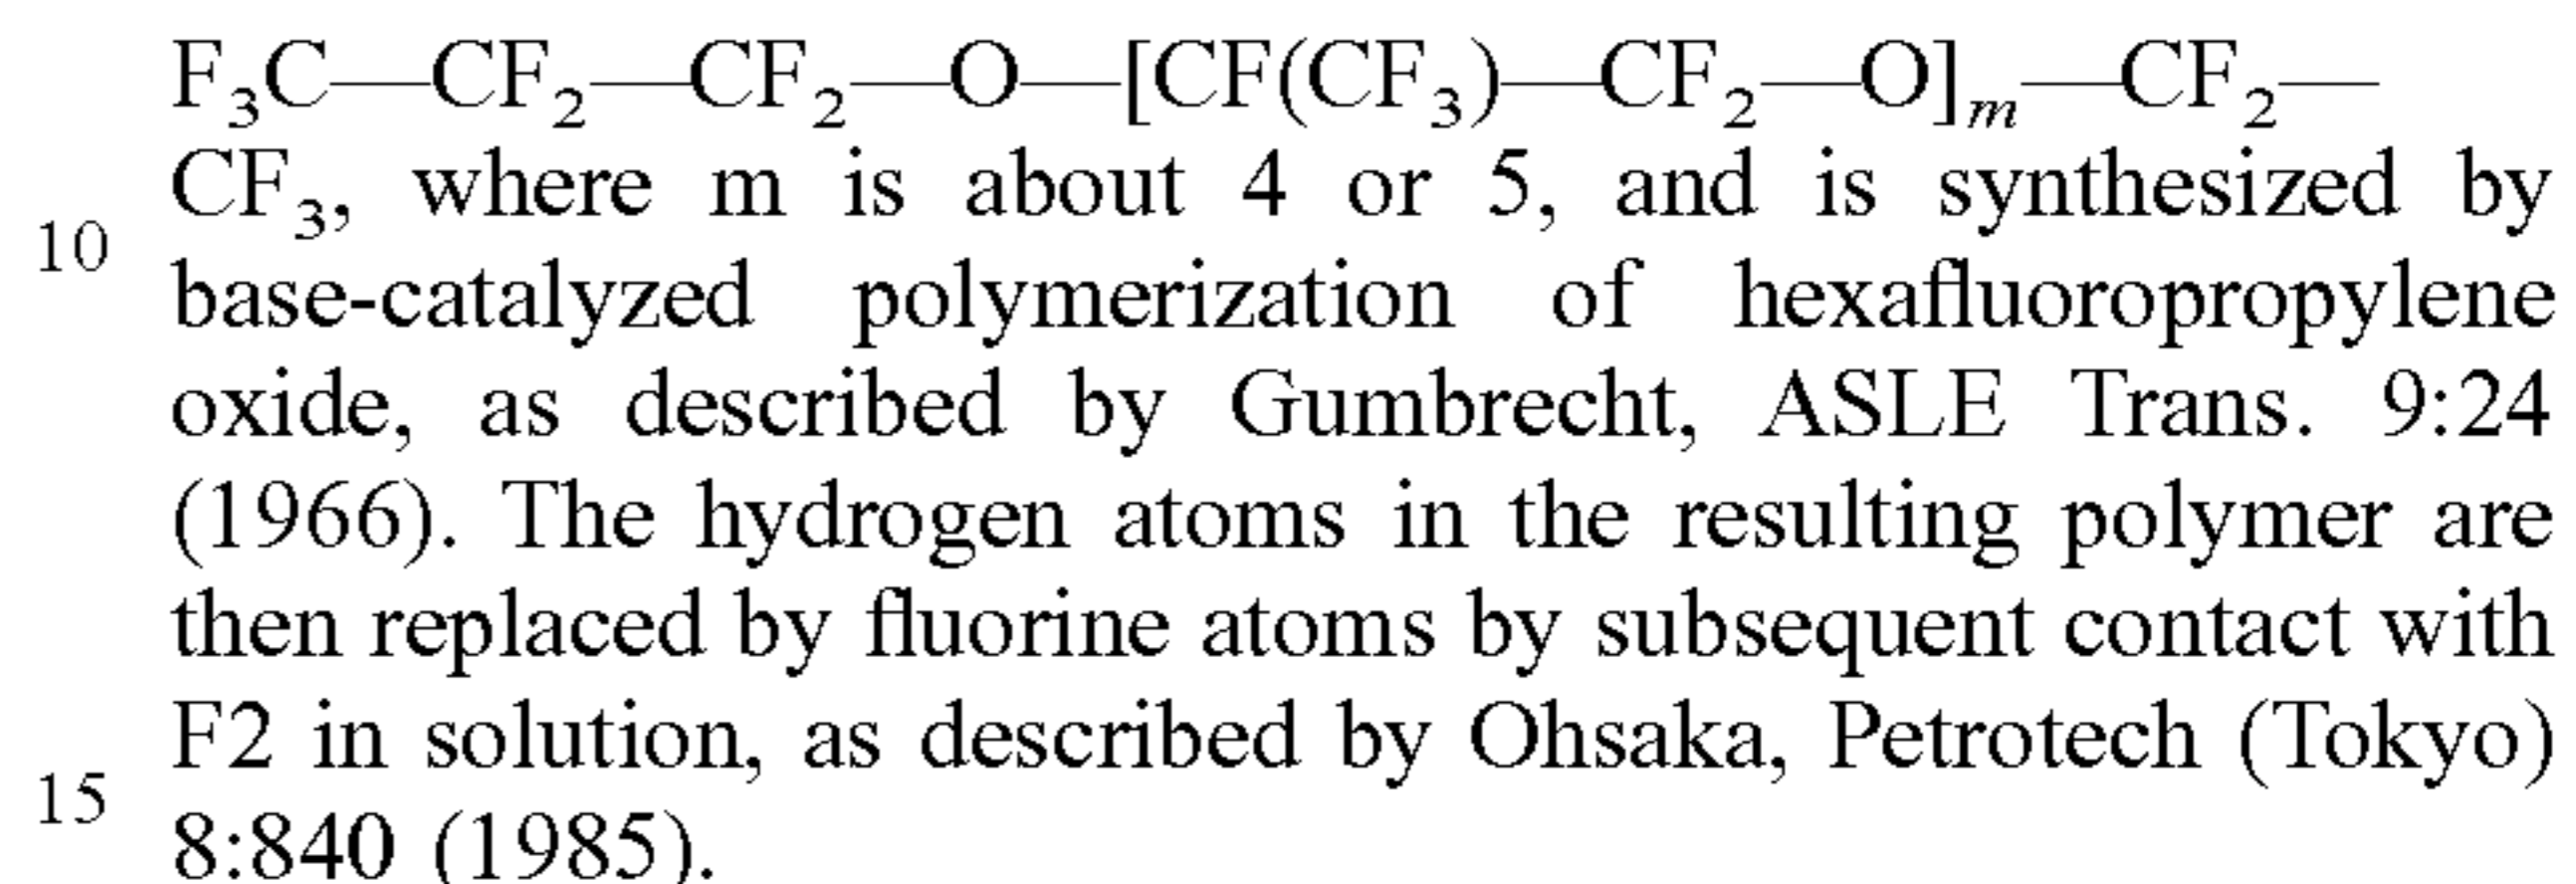 F₃C—CF₂—CF₂—O—[CF(CF₃)—CF₂—O]ₘ—CF₂—
CF₃, where m is about 4 or 5, and is synthesized by
10
base-catalyzed polymerization of hexafluoropropylene
oxide, as described by Gumbrecht, ASLE Trans. 9:24
(1966). The hydrogen atoms in the resulting polymer are
then replaced by fluorine atoms by subsequent contact with
F2 in solution, as described by Ohsaka, Petrotech (Tokyo)
15
8:840 (1985).